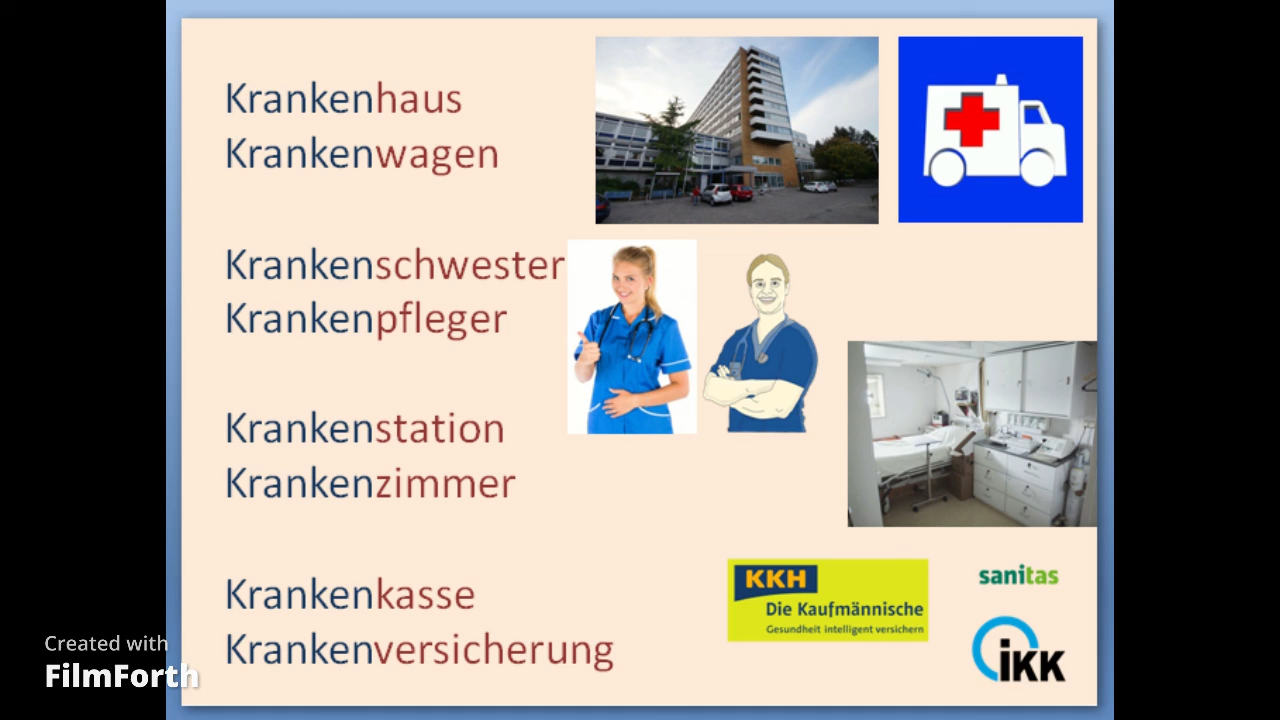 Krankenhaus
Krankenwagen
Krankenschwester
Krankenpfleger
Krankenstation
Krankenzimmer
Krankenkasse
Krankenversicherung
KKH
Die Kaufmännische
Gesundheit intelligent versichern
sanitas
iKK
Created with
FilmForth